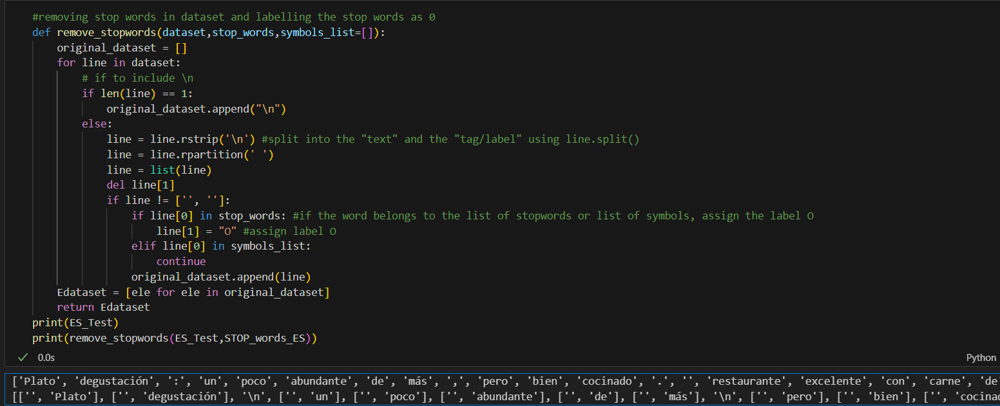 #removing stop words in dataset and labelling the stop words as 0
def remove_stopwords(dataset,stop_words,symbols_list=[]):
    original_dataset = []
    for line in dataset:
        # if to include \n
        if len(line) == 1:
            original_dataset.append("\n")
        else:
            line = line.rstrip('\n') #split into the "text" and the "tag/label" using line.split()
            line = line.rpartition(' ')
            line = list(line)
            del line[1]
            if line != ['', '']:
                if line[0] in stop_words: #if the word belongs to the list of stopwords or list of symbols, assign the label O
                    line[1] = "O" #assign label O
                elif line[0] in symbols_list:
                    continue
                original_dataset.append(line)
    Edataset = [ele for ele in original_dataset]
    return Edataset
print(ES_Test)
print(remove_stopwords(ES_Test,STOP_words_ES))
0.0s
Python
['Plato', 'degustación', ':', 'un', 'poco', 'abundante', 'de', 'más', ',', 'pero', 'bien', 'cocinado', '.', '', 'restaurante', 'excelente', 'con', 'carne', 'de
[['', 'Plato'], ['', 'degustación'], '\n', ['', 'un'], ['', 'poco'], ['', 'abundante'], ['', 'de'], ['', 'más'], '\n', ['', 'pero'], ['', 'bien'], ['', 'cocinad